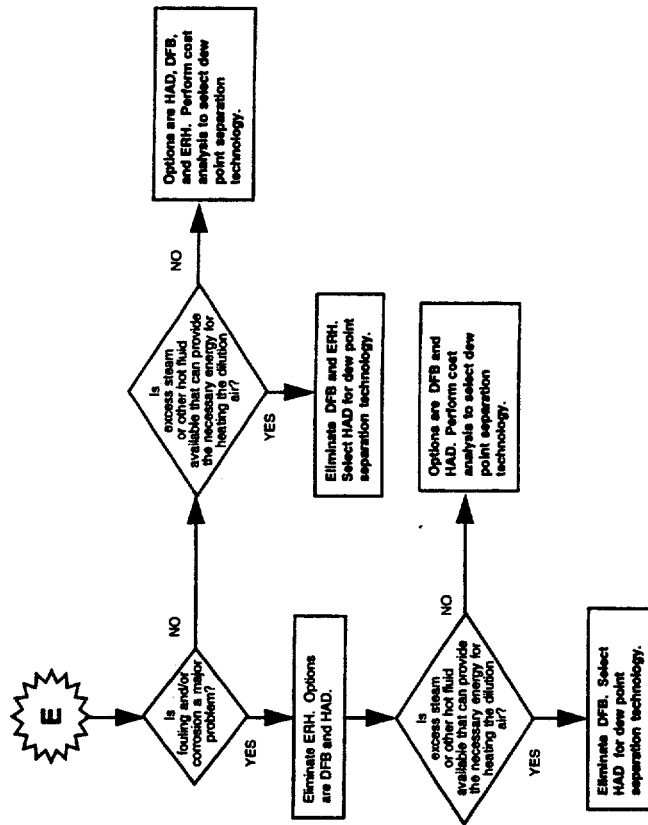 E
Is
fouling and/or
corrosion a major
problem?
NO
YES
Is
excess steam
or other hot fluid
available that can provide
the necessary energy for
heating the dilution
air?
NO
YES
Options are HAD, DFB,
and ERH. Perform cost
analysis to select dew
point separation
technology.
Eliminate DFB and ERH.
Select HAD for dew point
separation technology.
Eliminate ERH. Options
are DFB and HAD.
Is
excess steam
or other hot fluid
available that can provide
the necessary energy for
heating the dilution
air?
NO
YES
Options are DFB and
HAD. Perform cost
analysis to select dew
point separation
technology.
Eliminate DFB. Select
HAD for dew point
separation technology.